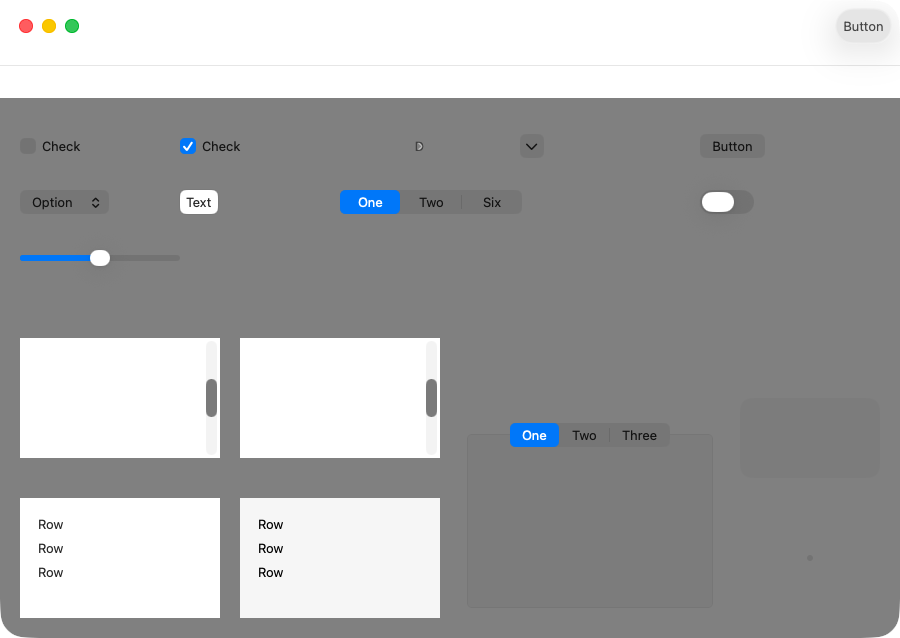 Button
Check
Check
Button
Option
Text
One Two Six
One Two Three
Row
Row
Row
Row
Row
Row